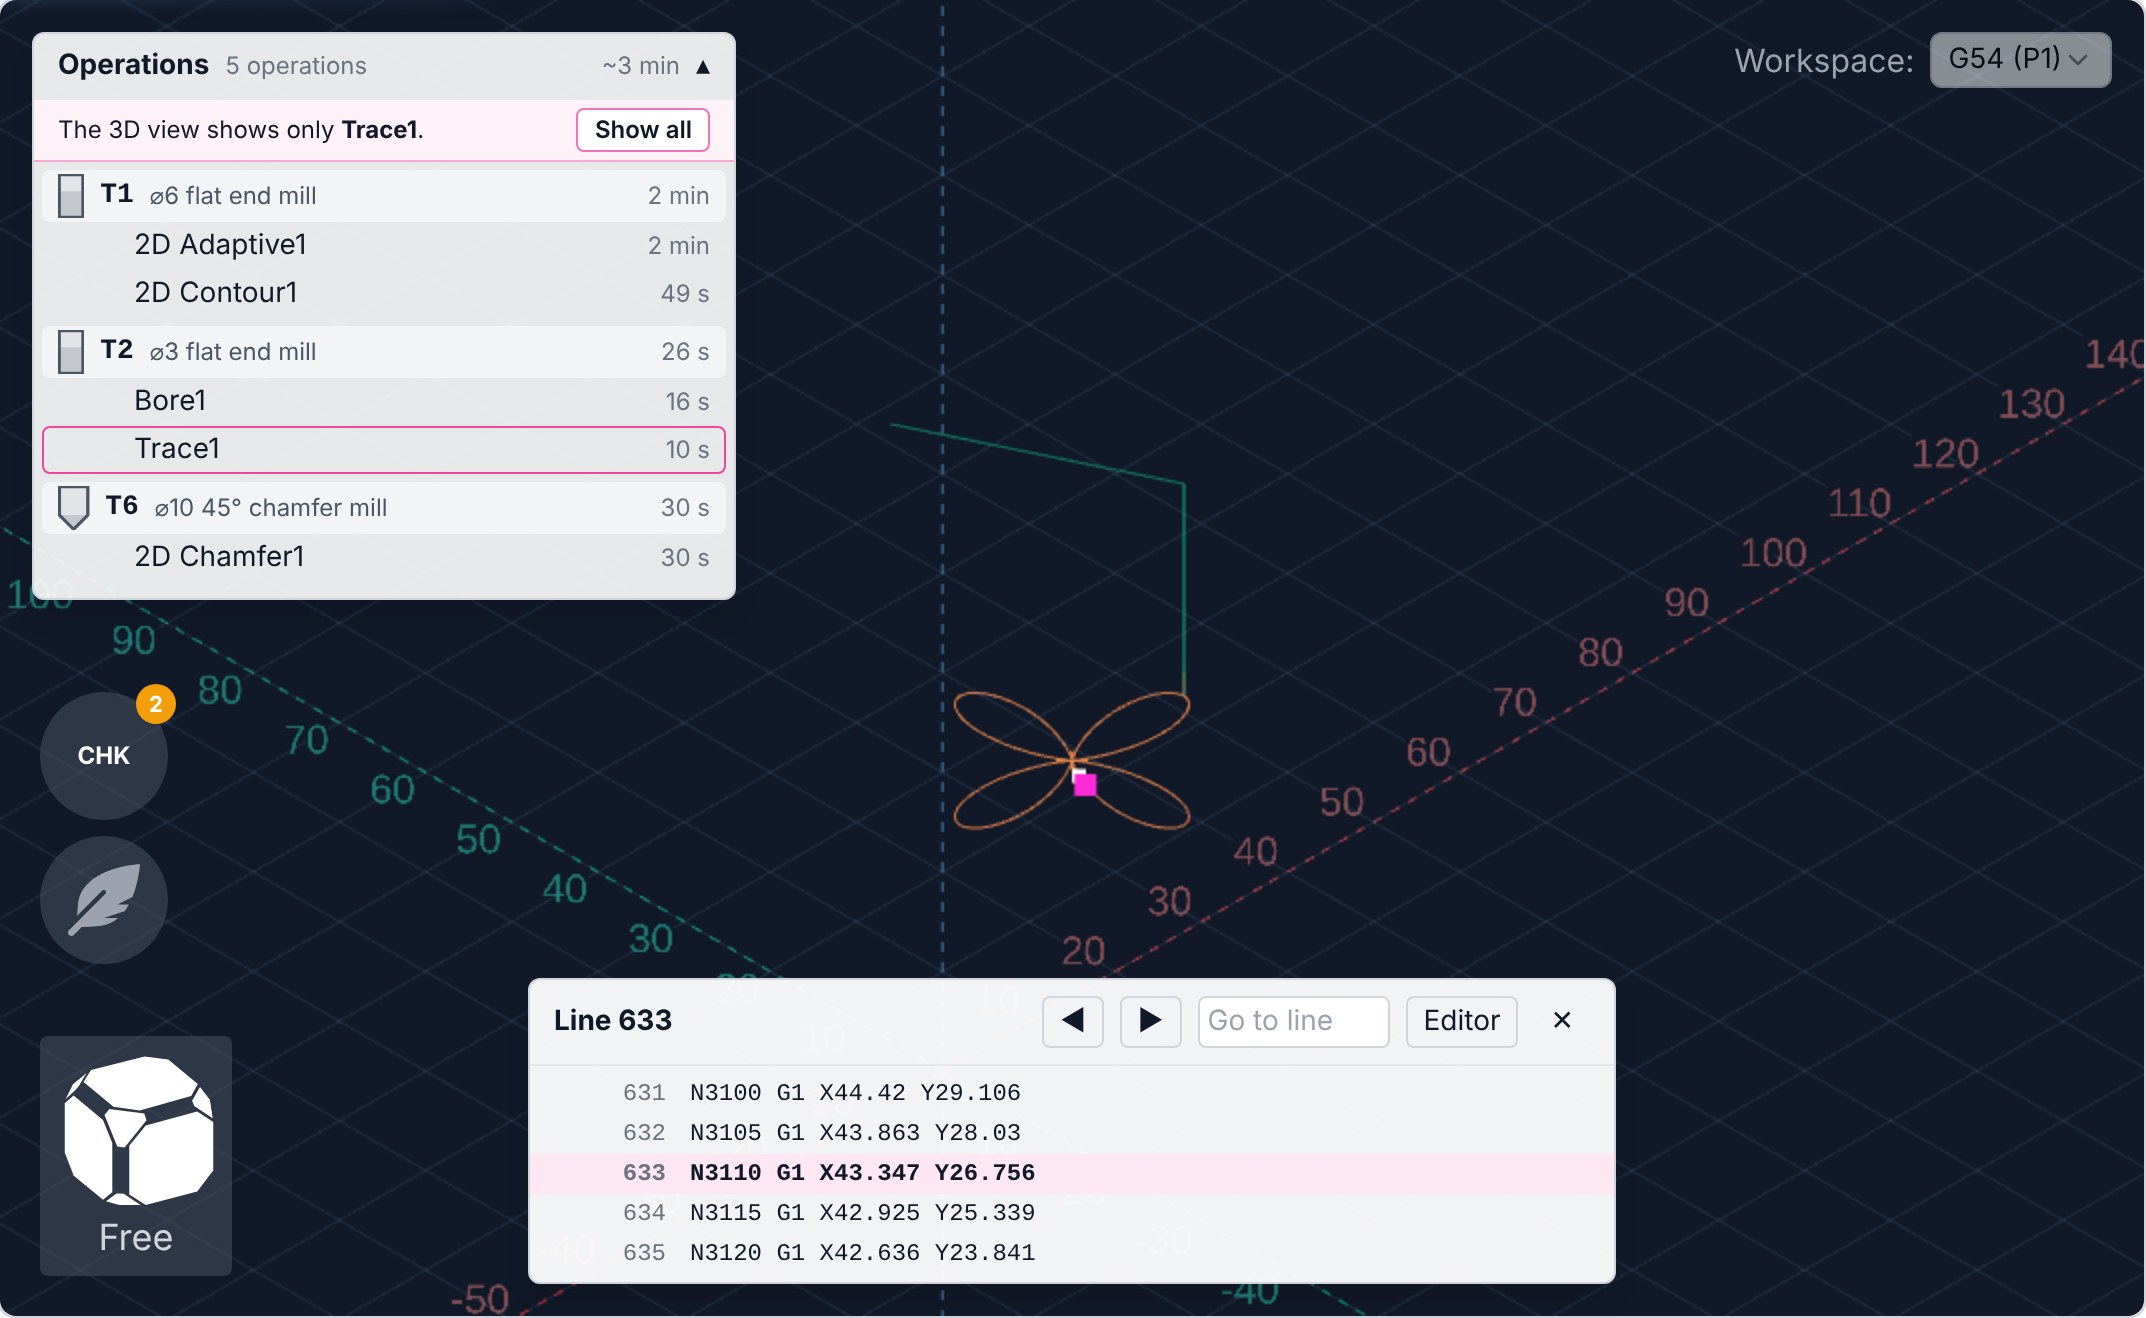 Operations 5 operations ~3 min ▲
The 3D view shows only Trace1. Show all
T1 ⌀6 flat end mill 2 min
2D Adaptive1 2 min
2D Contour1 49 s
T2 ⌀3 flat end mill 26 s
Bore1 16 s
Trace1 10 s
T6 ⌀10 45° chamfer mill 30 s
2D Chamfer1 30 s
Workspace: G54 (P1)
140
130
120
110
100
90
80
70
60
50
40
30
20
10
100
90
80
70
60
50
40
30
20
10
CHK 2
Free
Line 633 ◀ ▶ Go to line Editor ✕
631 N3100 G1 X44.42 Y29.106
632 N3105 G1 X43.863 Y28.03
633 N3110 G1 X43.347 Y26.756
634 N3115 G1 X42.925 Y25.339
635 N3120 G1 X42.636 Y23.841
-40
-30
-50
-40